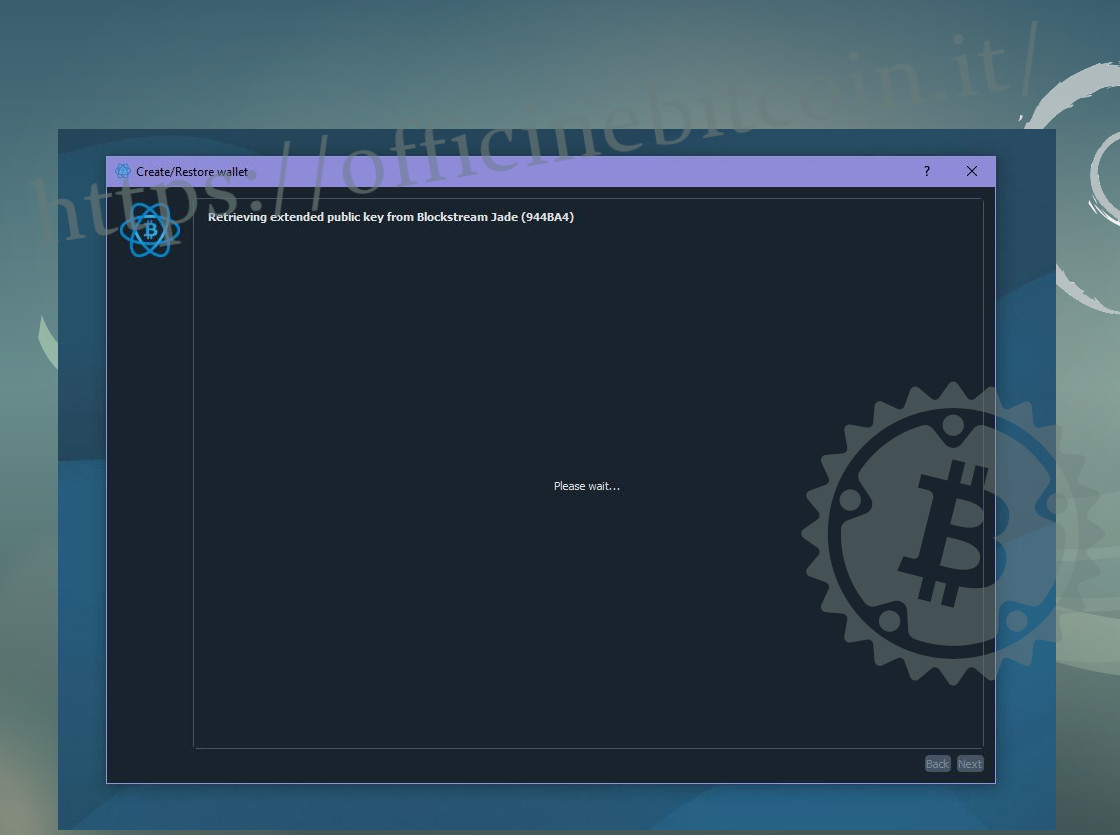 https://officinebitcoin.it/
Create/Restore wallet
?
Retrieving extended public key from Blockstream Jade (944BA4)
Please wait...
Back Next